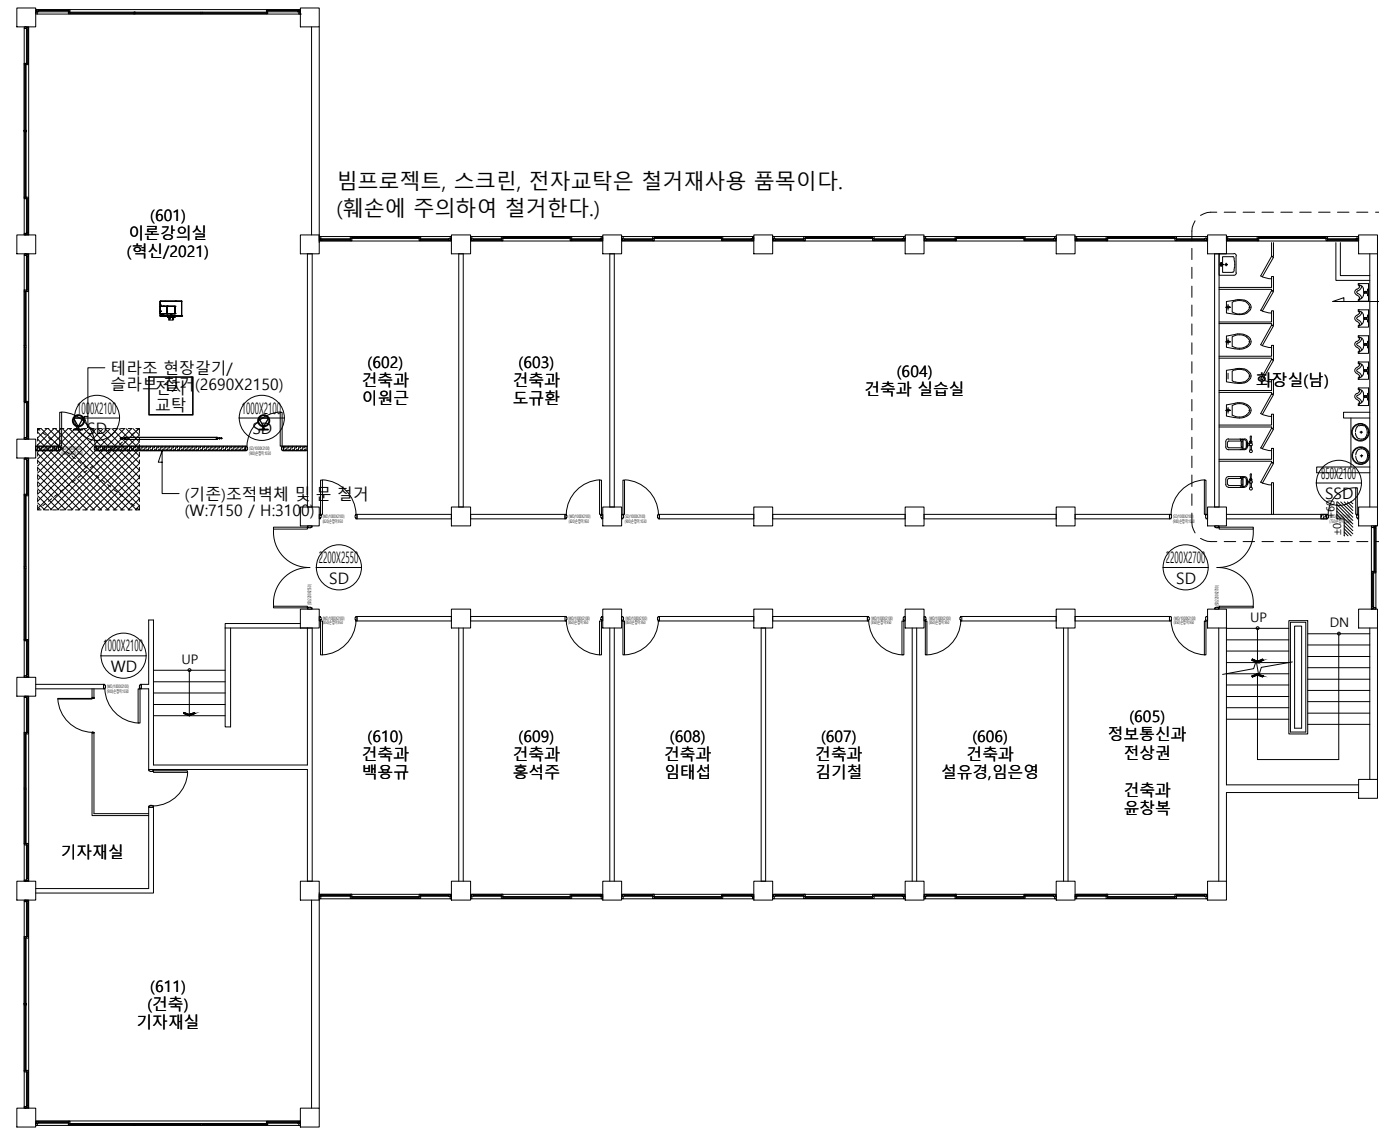 빔프로젝트, 스크린, 전자교탁은 철거재사용 품목이다.
(훼손에 주의하여 철거한다.)
(601)
이론강의실
(혁신/2021)
테라조 현장갈기/
슬라브 철거(2690X2150)
전자
교탁
1000X2100
SD
1000X2100
SD
(기존)조적벽체 및 문 철거
(W:7150 / H:3100)
(602)
건축과
이원근
(603)
건축과
도규환
(604)
건축과 실습실
화장실(남)
850X2100
SSD
2200X2550
SD
2200X2700
SD
1000X2100
WD
UP
UP
DN
(610)
건축과
백용규
(609)
건축과
홍석주
(608)
건축과
임태섭
(607)
건축과
김기철
(606)
건축과
설유경,임은영
(605)
정보통신과
전상권
건축과
윤창복
기자재실
(611)
(건축)
기자재실